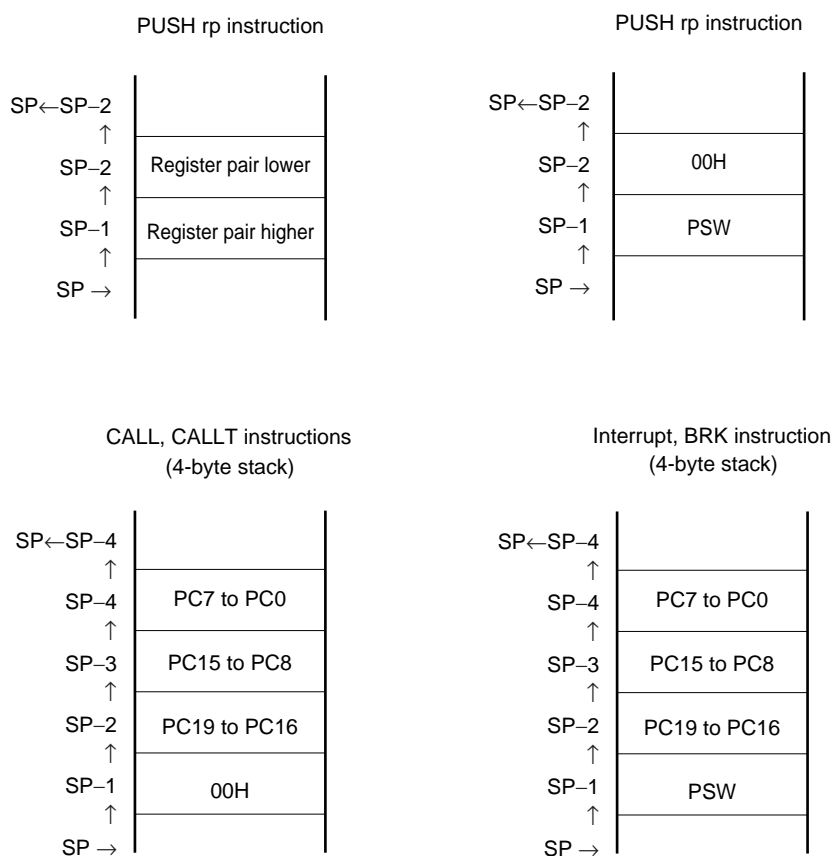 PUSH rp instruction
SP←SP–2
↑
SP–2
↑
SP–1
↑
SP →
Register pair lower
Register pair higher
PUSH rp instruction
SP←SP–2
↑
SP–2
↑
SP–1
↑
SP →
00H
PSW
CALL, CALLT instructions
(4-byte stack)
SP←SP–4
↑
SP–4
↑
SP–3
↑
SP–2
↑
SP–1
↑
SP →
PC7 to PC0
PC15 to PC8
PC19 to PC16
00H
Interrupt, BRK instruction
(4-byte stack)
SP←SP–4
↑
SP–4
↑
SP–3
↑
SP–2
↑
SP–1
↑
SP →
PC7 to PC0
PC15 to PC8
PC19 to PC16
PSW